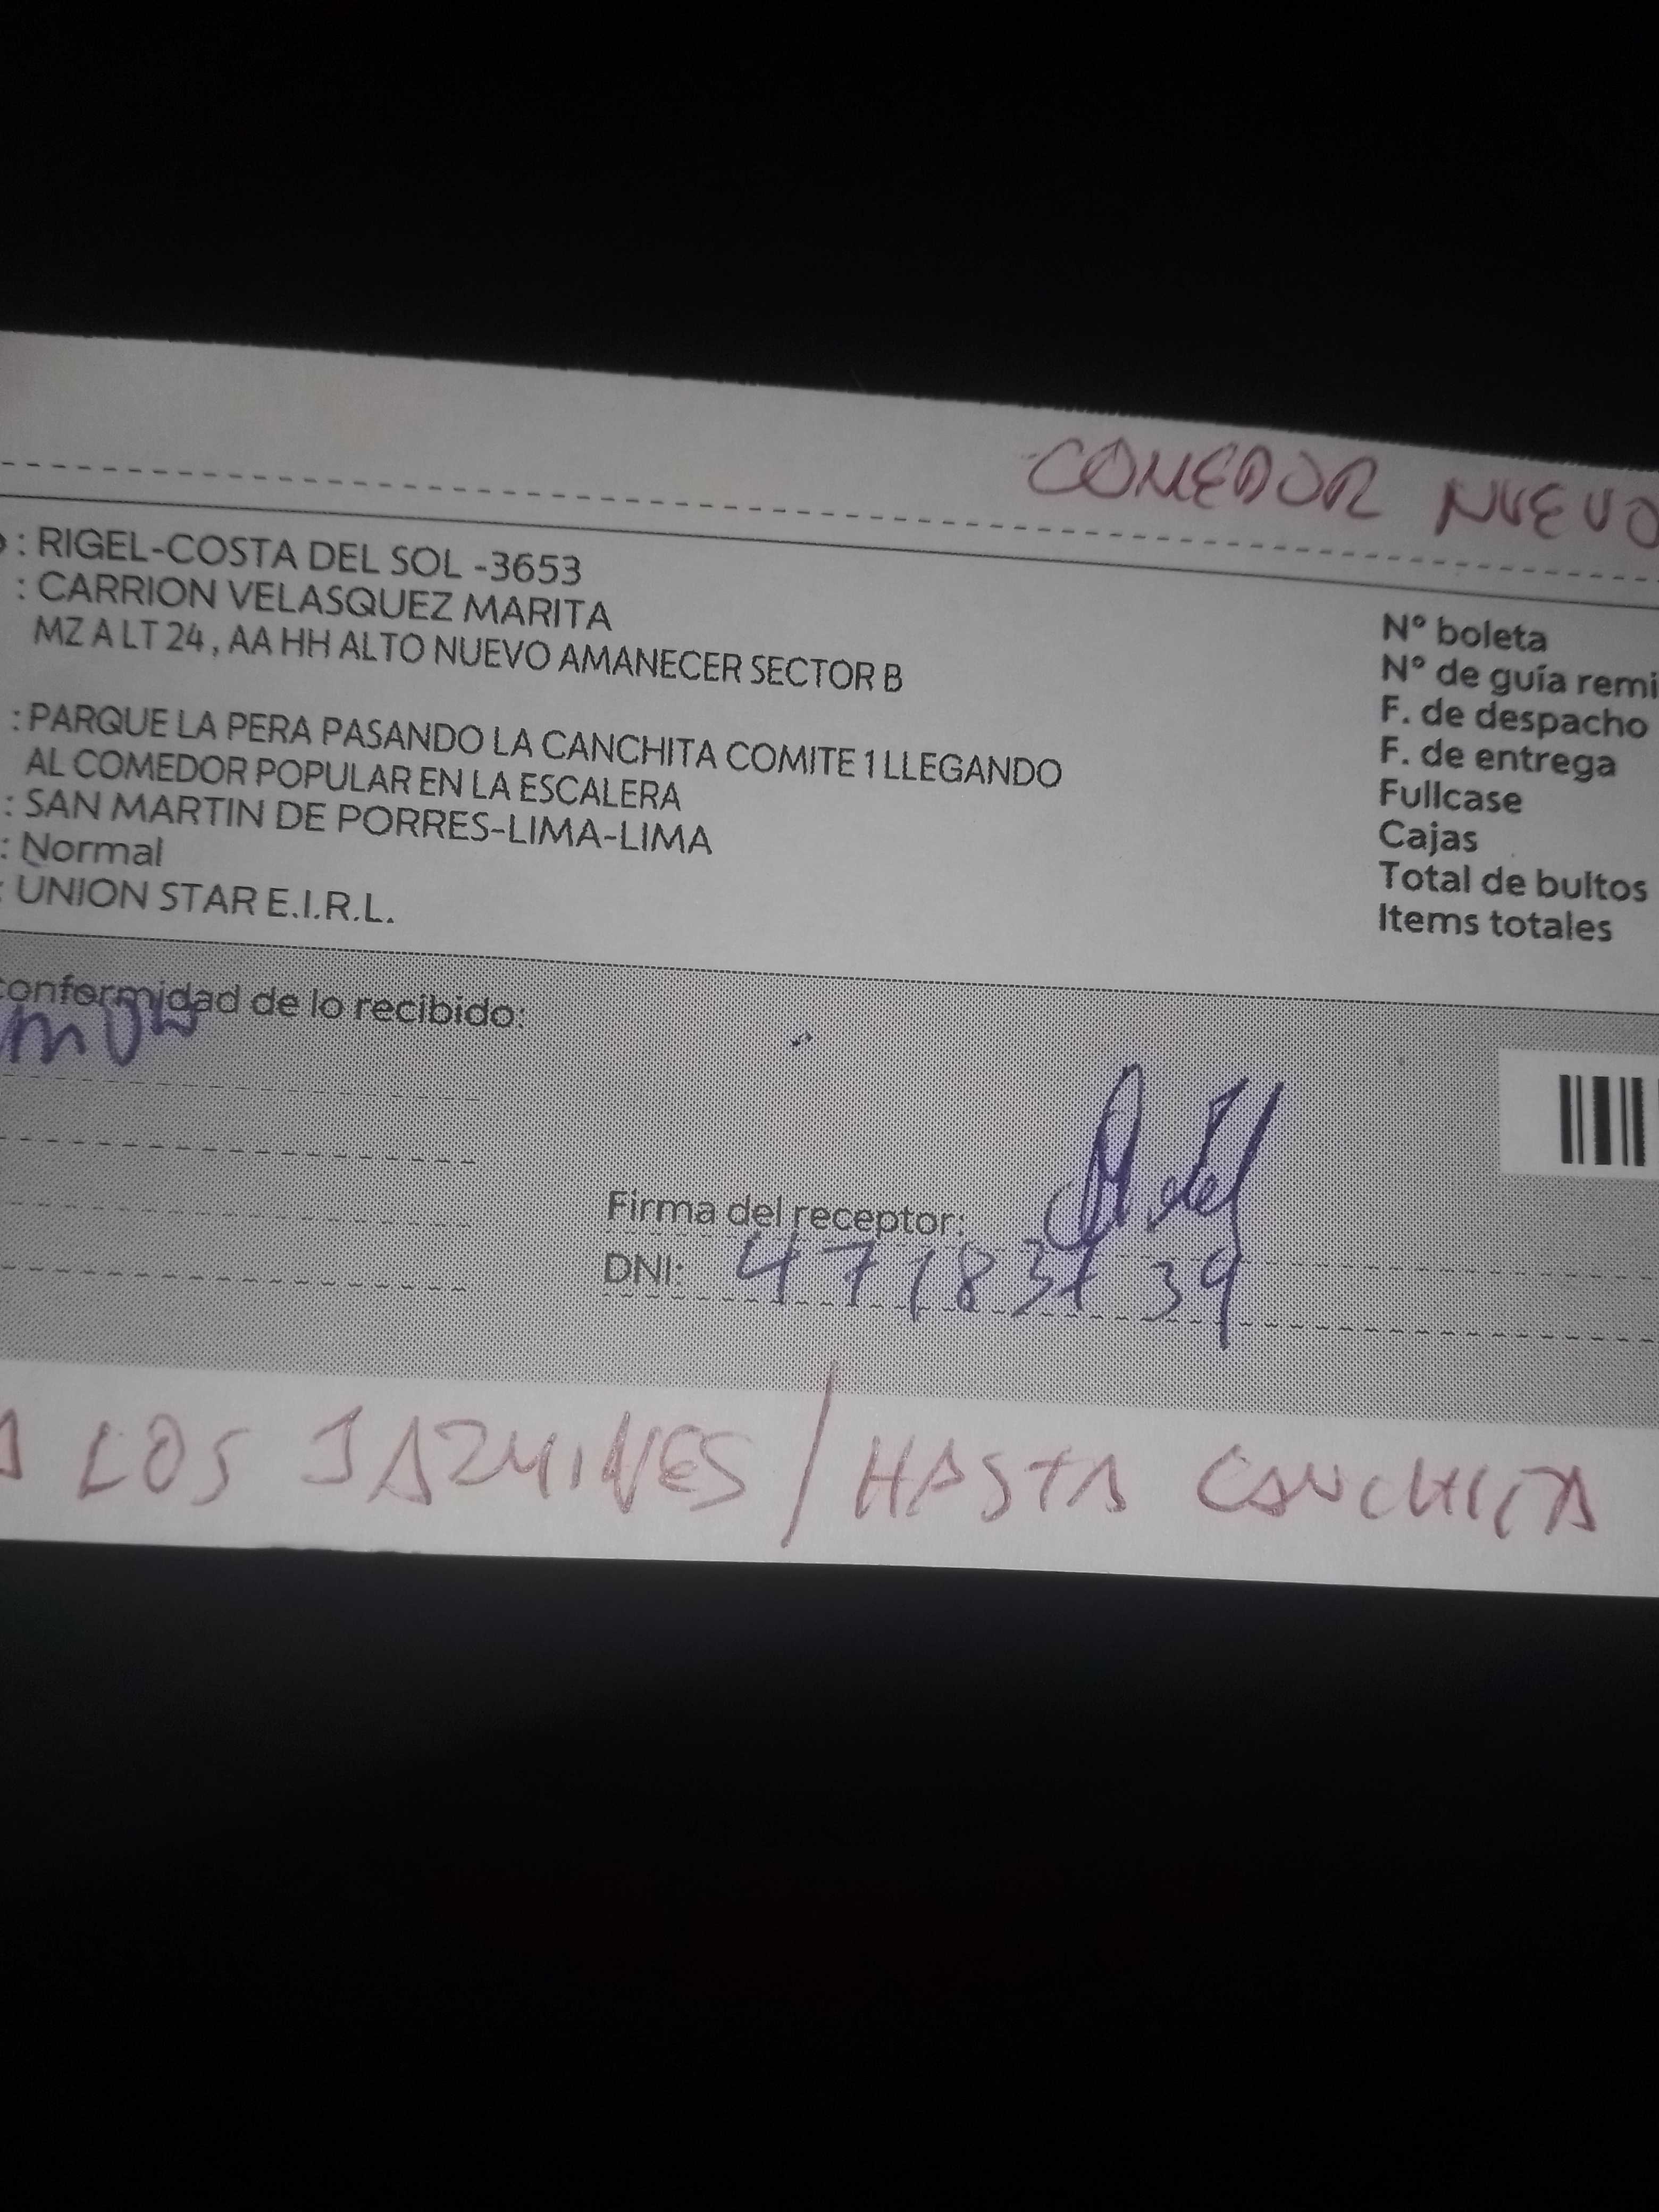 COMEDOR NUEVO
: RIGEL-COSTA DEL SOL -3653
: CARRION VELASQUEZ MARITA
MZ A LT 24 , AA HH ALTO NUEVO AMANECER SECTOR B
: PARQUE LA PERA PASANDO LA CANCHITA COMITE 1 LLEGANDO
AL COMEDOR POPULAR EN LA ESCALERA
: SAN MARTIN DE PORRES-LIMA-LIMA
: Normal
: UNION STAR E.I.R.L.
N° boleta
N° de guía remi
F. de despacho
F. de entrega
Fullcase
Cajas
Total de bultos
Items totales
conformidad de lo recibido:
Firma del receptor:
DNI:
A LOS JAZMINES / HASTA CANCHITA